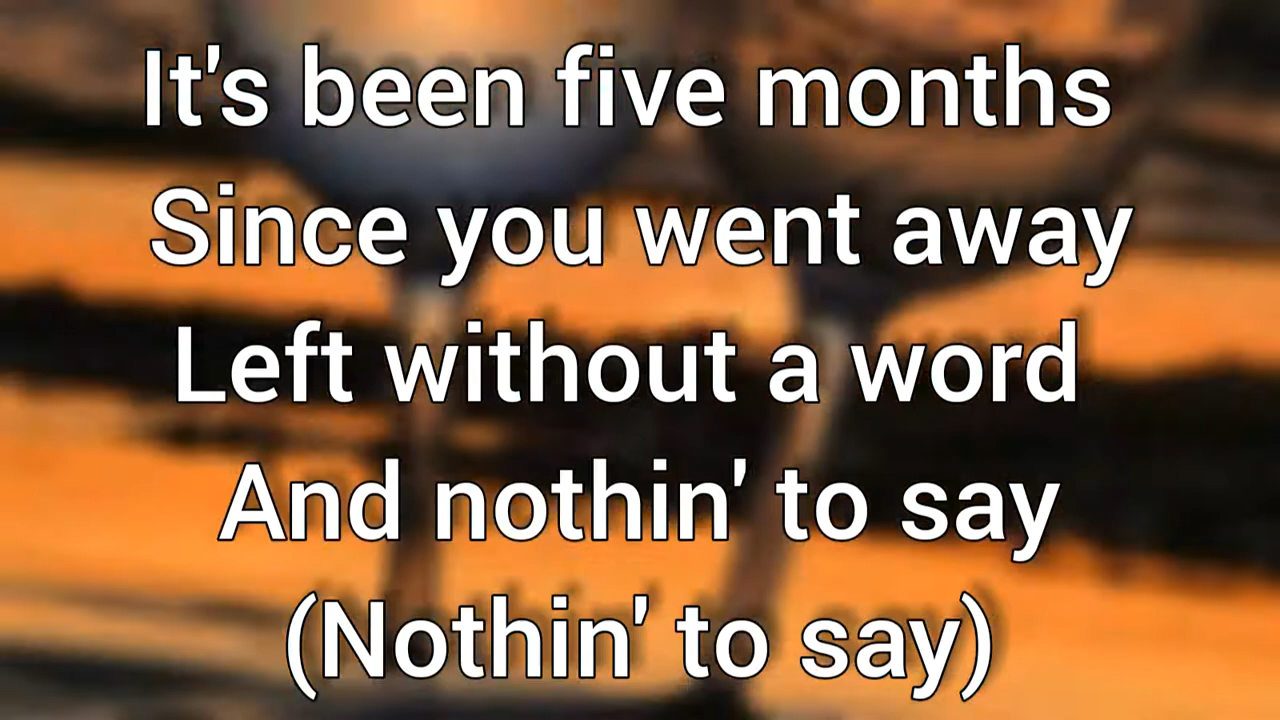 It's been five months
Since you went away
Left without a word
And nothin' to say
(Nothin' to say)